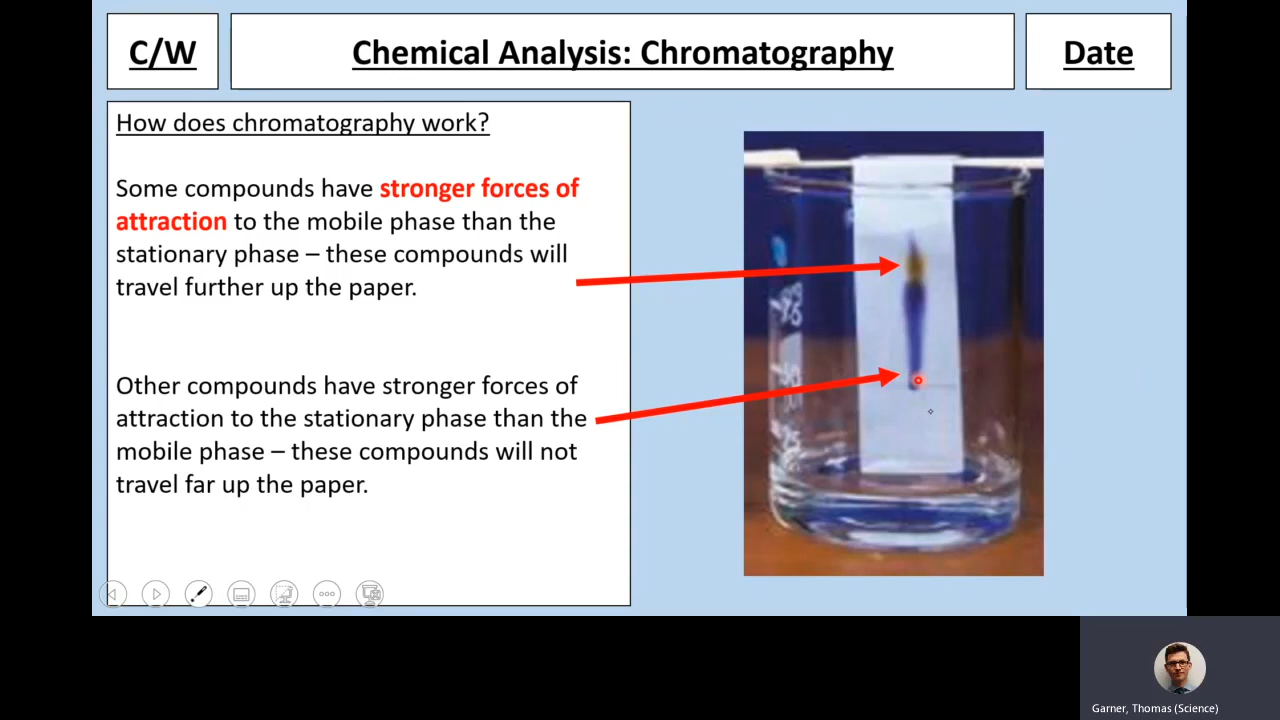 C/W
Chemical Analysis: Chromatography
Date
How does chromatography work?
Some compounds have stronger forces of
attraction to the mobile phase than the
stationary phase – these compounds will
travel further up the paper.
Other compounds have stronger forces of
attraction to the stationary phase than the
mobile phase – these compounds will not
travel far up the paper.
Garner, Thomas (Science)